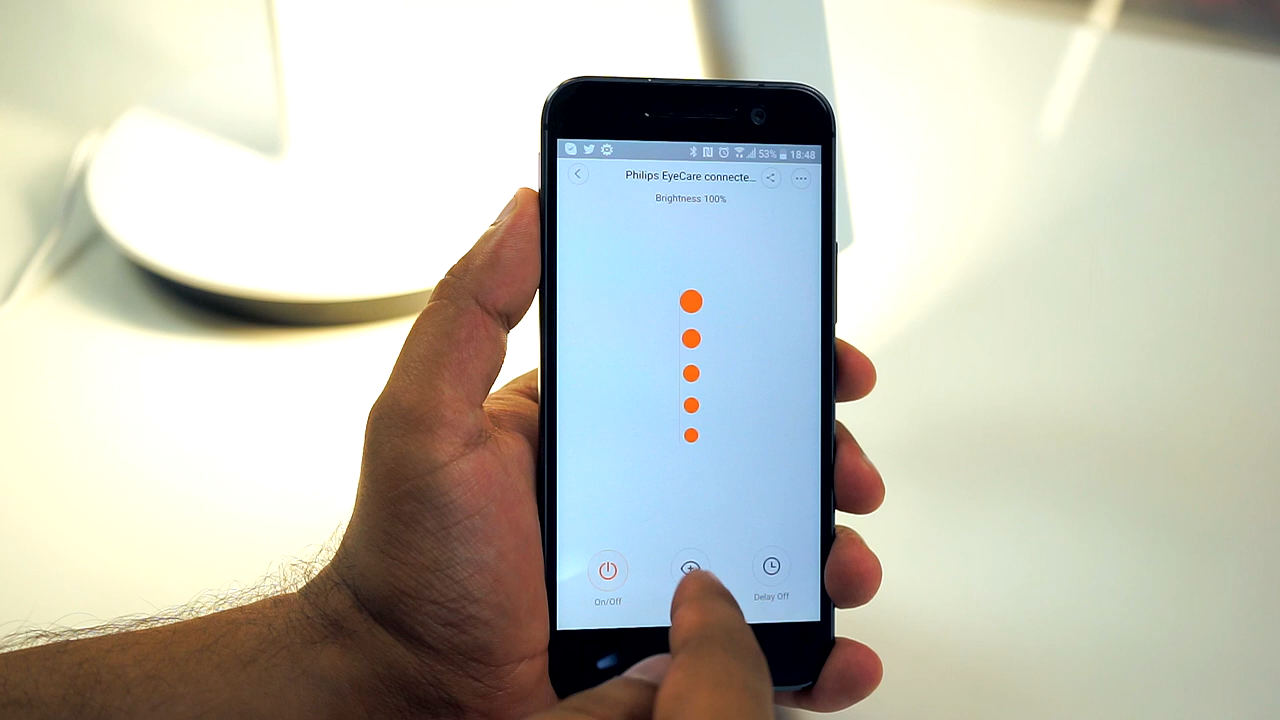 53% 18:48
Philips EyeCare connecte...
Brightness 100%
On/Off
Delay Off